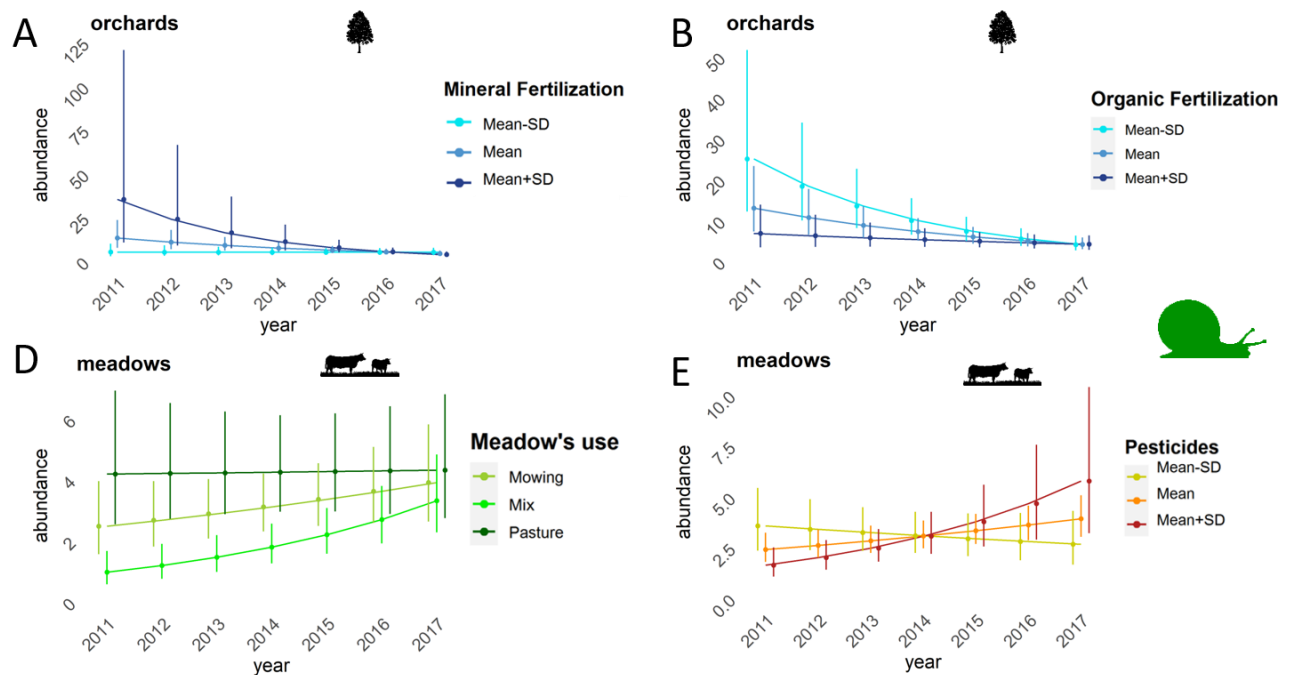 A
orchards
125
100
75
50
25
0
abundance
Mineral Fertilization
Mean-SD
Mean
Mean+SD
2011
2012
2013
2014
2015
2016
2017
year
B
orchards
50
40
30
20
10
0
abundance
Organic Fertilization
Mean-SD
Mean
Mean+SD
2011
2012
2013
2014
2015
2016
2017
year
D
meadows
6
4
2
0
abundance
Meadow's use
Mowing
Mix
Pasture
2011
2012
2013
2014
2015
2016
2017
year
E
meadows
10.0
7.5
5.0
2.5
0.0
abundance
Pesticides
Mean-SD
Mean
Mean+SD
2011
2012
2013
2014
2015
2016
2017
year